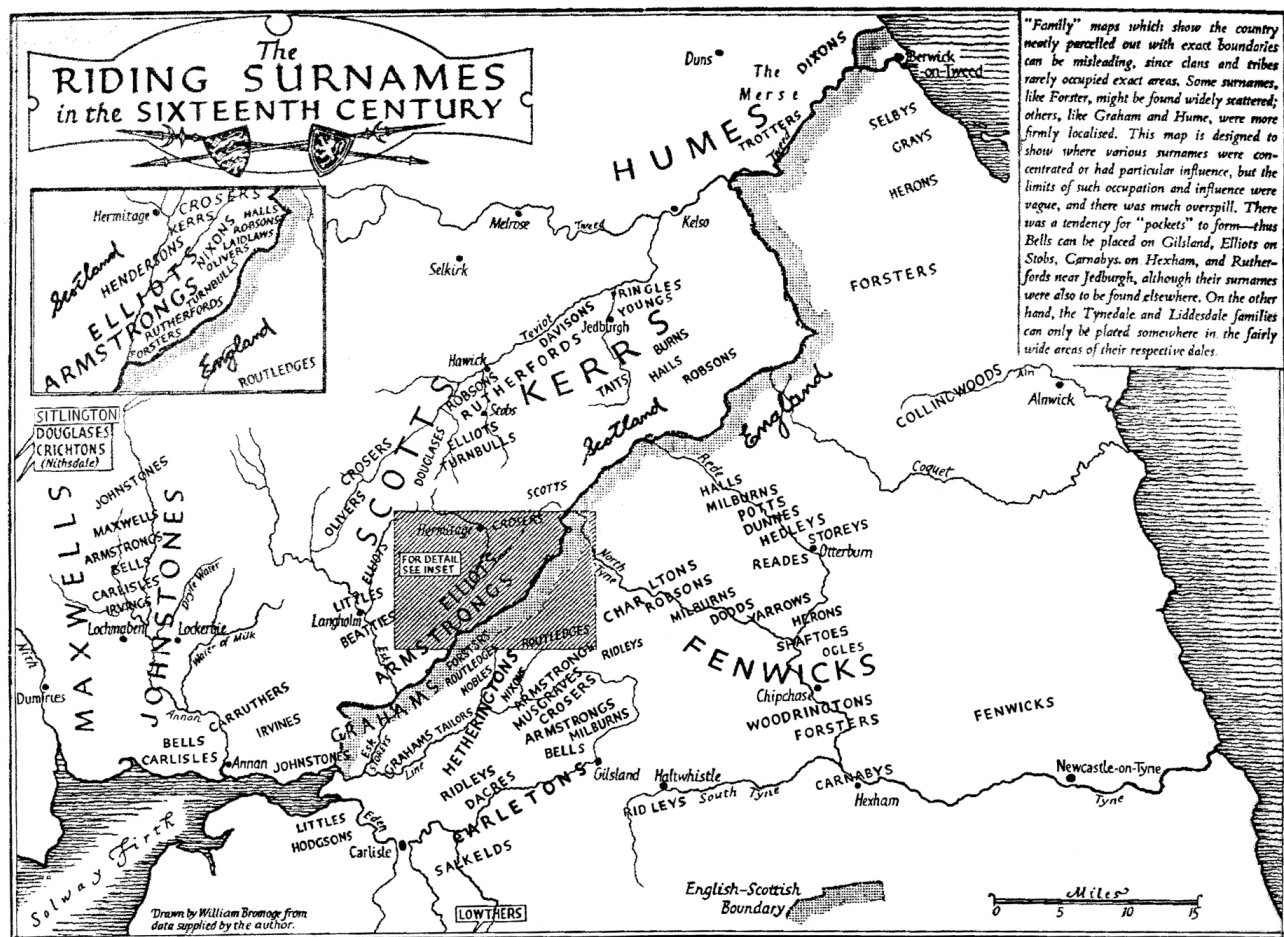 The
RIDING SURNAMES
in the SIXTEENTH CENTURY
"Family" maps which show the country
neatly parcelled out with exact boundaries
can be misleading, since clans and tribes
rarely occupied exact areas. Some surnames,
like Forster, might be found widely scattered;
others, like Graham and Hume, were more
firmly localised. This map is designed to
show where various surnames were con-
centrated or had particular influence, but the
limits of such occupation and influence were
vague, and there was much overspill. There
was a tendency for "pockets" to form—thus
Bells can be placed on Gilsland, Elliots on
Stobs, Carnabys on Hexham, and Ruther-
fords near Jedburgh, although their surnames
were also to be found elsewhere. On the other
hand, the Tynedale and Liddesdale families
can only be placed somewhere in the fairly
wide areas of their respective dales.
Duns
The
Merse
DIXONS
Berwick
-on-Tweed
HUMES
TROTTERS
Tweed
SELBYS
GRAYS
HERONS
FORSTERS
Hermitage
CROSERS
KERRS
HALLS
ROBSONS
NIXONS
LAIDLAWS
OLIVERS
HENDERSONS
TURNBULLS
Scotland
ELLIOTS
ARMSTRONGS
RUTHERFORDS
FORSTERS
England
ROUTLEDGES
Melrose
Tweed
Kelso
Selkirk
PRINGLES
YOUNGS
Teviot
DAVISONS
Jedburgh
Hawick
ROBSONS
RUTHERFORDS
KERRS
BURNS
HALLS
TAITS
ROBSONS
Stobs
ELLIOTS
TURNBULLS
DOUGLASES
SCOTTS
CROSERS
OLIVERS
Scotland
England
COLLINGWOODS
Aln
Alnwick
Coquet
SITLINGTON
DOUGLASES
CRICHTONS
(Nithsdale)
MAXWELLS
JOHNSTONES
JOHNSTONES
MAXWELLS
ARMSTRONGS
BELLS
CARLISLES
IRVINGS
Lochmaben
Dryfe Water
Lockerbie
Water of Milk
SCOTTS
Hermitage
CROSERS
FOR DETAIL
SEE INSET
ELLIOTS
ARMSTRONGS
ELLIOTS
LITTLES
Langholm
BEATTIES
Esk
FORSTERS
ROUTLEDGES
NOBLES
ROUTLEDGES
Rede
HALLS
MILBURNS
POTTS
DUNNES
HEDLEYS
STOREYS
Otterburn
READES
North
Tyne
CHARLTONS
ROBSONS
MILBURNS
DODDS
YARROWS
HERONS
SHAFTOES
OGLES
RIDLEYS
FENWICKS
Chipchase
WOODRINGTONS
FORSTERS
FENWICKS
Nith
Dumfries
Annan
CARRUTHERS
IRVINES
BELLS
CARLISLES
Annan
JOHNSTONES
GRAHAMS
Esk
STOREYS
GRAHAMS
TAILORS
Line
HETHERINGTONS
NIXONS
ARMSTRONGS
MUSGRAVES
CROSERS
ARMSTRONGS
MILBURNS
BELLS
Gilsland
RIDLEYS
DACRES
CARLETONS
SALKELDS
LITTLES
HODGSONS
Eden
Carlisle
LOWTHERS
Haltwhistle
RIDLEYS
South Tyne
CARNABYS
Hexham
Newcastle-on-Tyne
Tyne
Solway Firth
Drawn by William Bromage from
data supplied by the author.
English–Scottish
Boundary
Miles
0 5 10 15